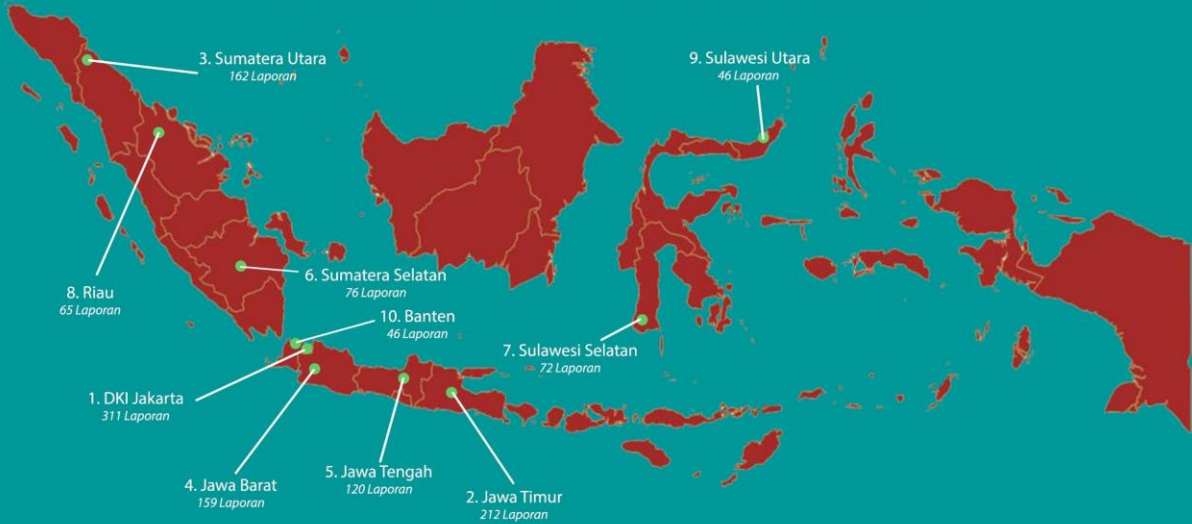 3. Sumatera Utara
162 Laporan
9. Sulawesi Utara
46 Laporan
8. Riau
65 Laporan
6. Sumatera Selatan
76 Laporan
10. Banten
46 Laporan
7. Sulawesi Selatan
72 Laporan
1. DKI Jakarta
311 Laporan
4. Jawa Barat
159 Laporan
5. Jawa Tengah
120 Laporan
2. Jawa Timur
212 Laporan